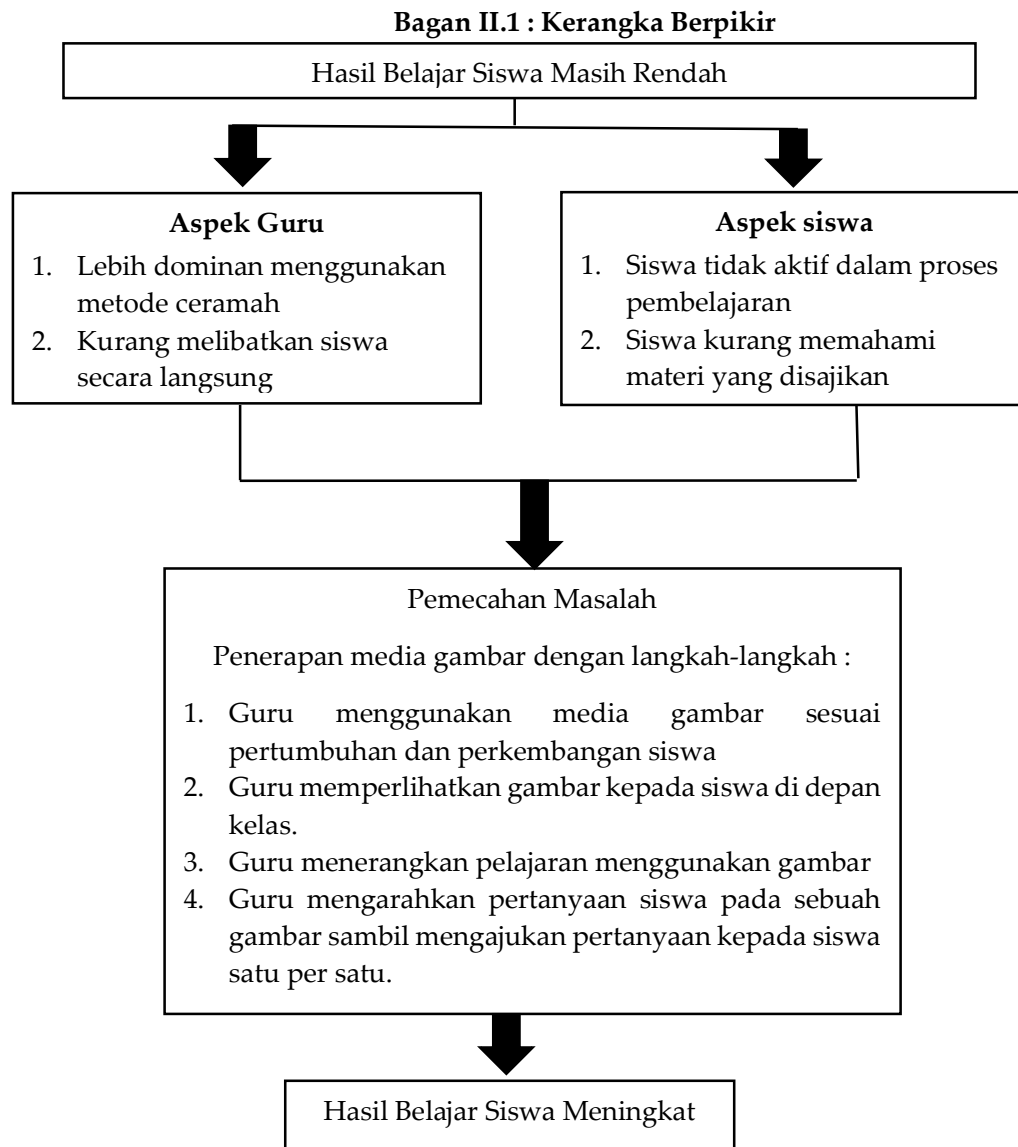 Bagan II.1 : Kerangka Berpikir
Hasil Belajar Siswa Masih Rendah
Aspek Guru
1. Lebih dominan menggunakan
metode ceramah
2. Kurang melibatkan siswa
secara langsung
Aspek siswa
1. Siswa tidak aktif dalam proses
pembelajaran
2. Siswa kurang memahami
materi yang disajikan
Pemecahan Masalah
Penerapan media gambar dengan langkah-langkah :
1. Guru menggunakan media gambar sesuai
pertumbuhan dan perkembangan siswa
2. Guru memperlihatkan gambar kepada siswa di depan
kelas.
3. Guru menerangkan pelajaran menggunakan gambar
4. Guru mengarahkan pertanyaan siswa pada sebuah
gambar sambil mengajukan pertanyaan kepada siswa
satu per satu.
Hasil Belajar Siswa Meningkat